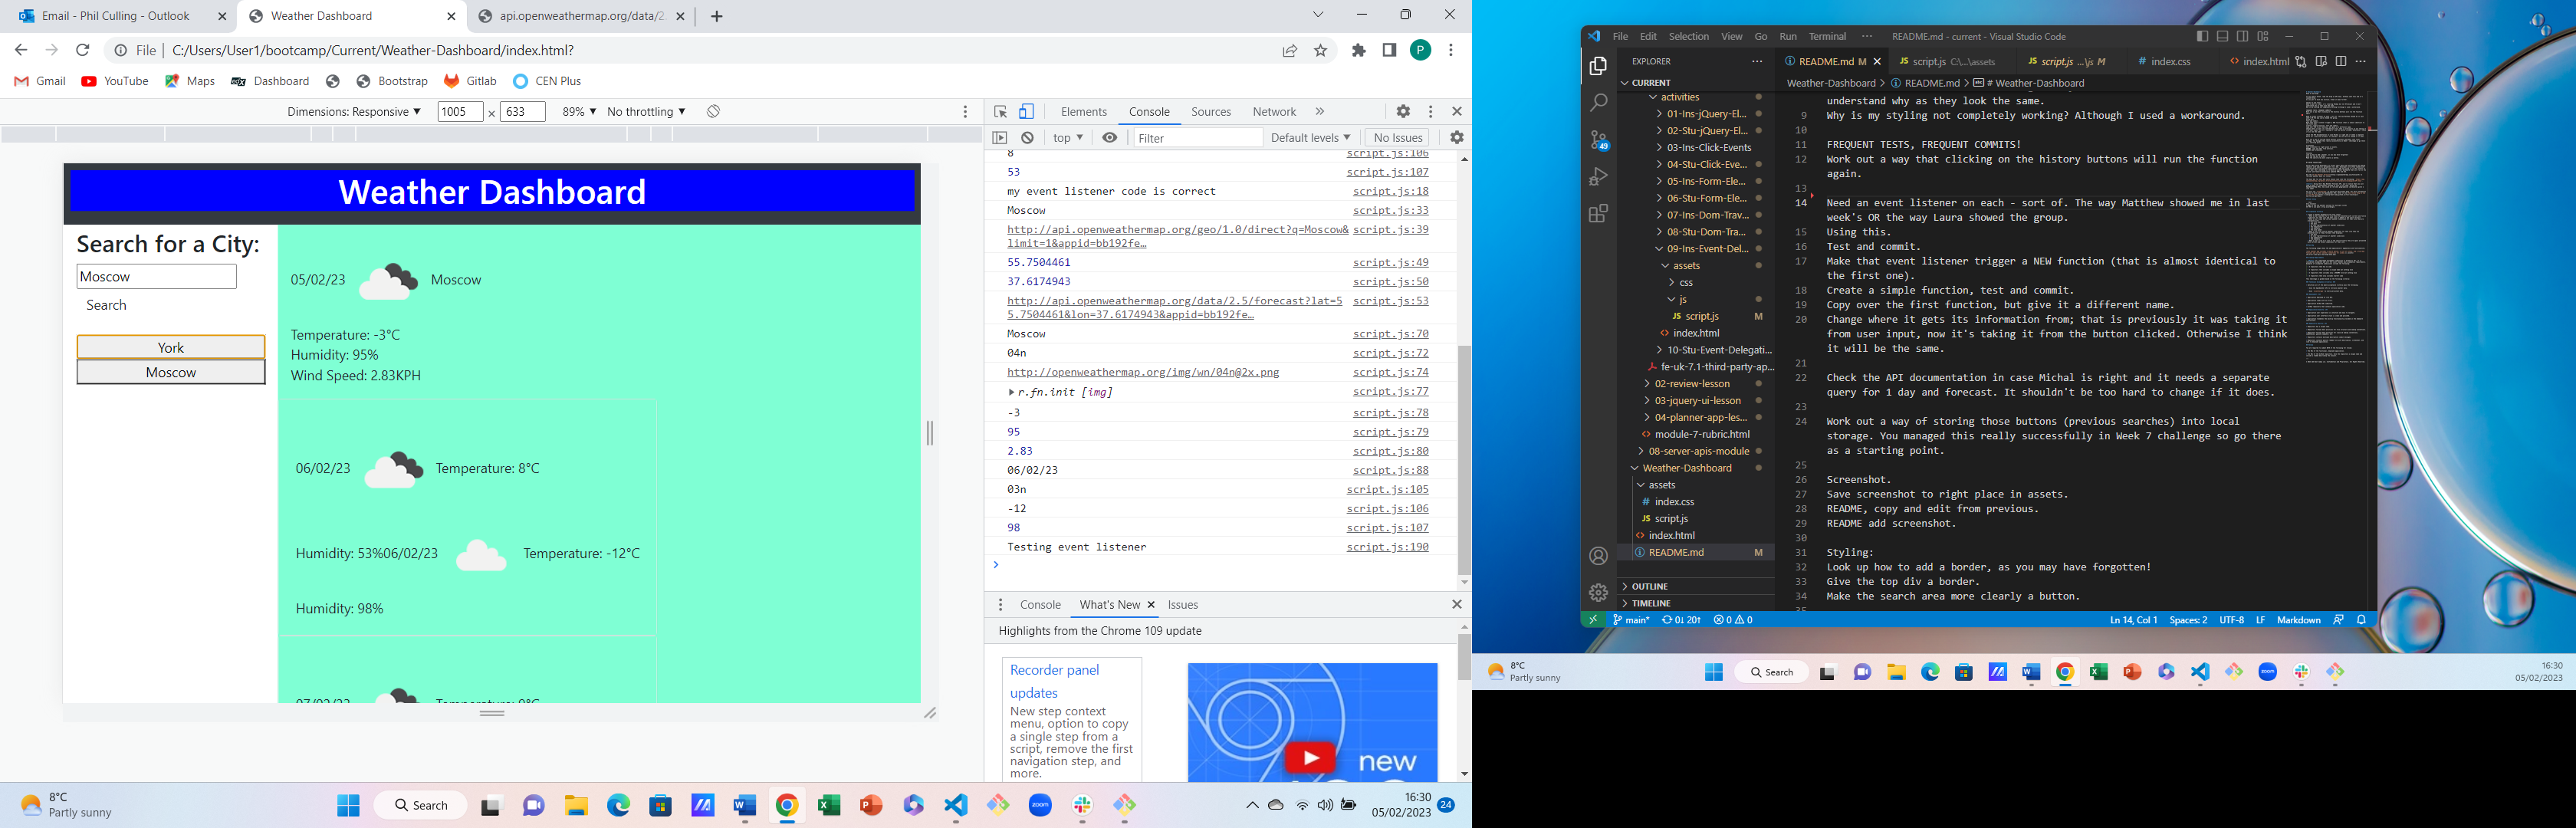 Email - Phil Culling - Outlook
Weather Dashboard
api.openweathermap.org/data/2
File
C:/Users/User1/bootcamp/Current/Weather-Dashboard/index.html?
P
Gmail
YouTube
Maps
Dashboard
Bootstrap
Gitlab
CEN Plus
Dimensions: Responsive
1005
x
633
89%
No throttling
Weather Dashboard
Search for a City:
Moscow
Search
York
Moscow
05/02/23
Moscow
Temperature: -3°C
Humidity: 95%
Wind Speed: 2.83KPH
06/02/23
Temperature: 8°C
Humidity: 53%06/02/23
Temperature: -12°C
Humidity: 98%
Elements
Console
Sources
Network
top
Filter
Default levels
No Issues
8 script.js:106
53 script.js:107
my event listener code is correct script.js:18
Moscow script.js:33
http://api.openweathermap.org/geo/1.0/direct?q=Moscow& script.js:39
limit=1&appid=bb192fe…
55.7504461 script.js:49
37.6174943 script.js:50
http://api.openweathermap.org/data/2.5/forecast?lat=5 script.js:53
5.7504461&lon=37.6174943&appid=bb192fe…
Moscow script.js:70
04n script.js:72
http://openweathermap.org/img/wn/04n@2x.png script.js:74
r.fn.init [img] script.js:77
-3 script.js:78
95 script.js:79
2.83 script.js:80
06/02/23 script.js:88
03n script.js:105
-12 script.js:106
98 script.js:107
Testing event listener script.js:190
Console
What's New
Issues
Highlights from the Chrome 109 update
Recorder panel
updates
New step context
menu, option to copy
a single step from a
script, remove the first
navigation step, and
more.
new
8°C
Partly sunny
Search
zoom
16:30
05/02/2023
24
File Edit Selection View Go Run Terminal ···
README.md - current - Visual Studio Code
EXPLORER
CURRENT
activities
01-Ins-jQuery-El...
02-Stu-jQuery-El...
03-Ins-Click-Events
04-Stu-Click-Eve...
05-Ins-Form-Ele...
06-Stu-Form-Ele...
07-Ins-Dom-Trav...
08-Stu-Dom-Tra...
09-Ins-Event-Del...
assets
css
js
JS script.js M
index.html
10-Stu-Event-Delegati...
fe-uk-7.1-third-party-ap...
02-review-lesson
03-jquery-ui-lesson
04-planner-app-les...
module-7-rubric.html
08-server-apis-module
Weather-Dashboard
assets
# index.css
JS script.js
index.html
README.md M
OUTLINE
TIMELINE
49
README.md M
JS script.js C:\...\assets
JS script.js ...\js M
# index.css
index.html
Weather-Dashboard > README.md > # Weather-Dashboard
understand why as they look the same.
9 Why is my styling not completely working? Although I used a workaround.
10
11 FREQUENT TESTS, FREQUENT COMMITS!
12 Work out a way that clicking on the history buttons will run the function
again.
13
14 Need an event listener on each - sort of. The way Matthew showed me in last
week's OR the way Laura showed the group.
15 Using this.
16 Test and commit.
17 Make that event listener trigger a NEW function (that is almost identical to
the first one).
18 Create a simple function, test and commit.
19 Copy over the first function, but give it a different name.
20 Change where it gets its information from; that is previously it was taking it
from user input, now it's taking it from the button clicked. Otherwise I think
it will be the same.
21
22 Check the API documentation in case Michal is right and it needs a separate
query for 1 day and forecast. It shouldn't be too hard to change if it does.
23
24 Work out a way of storing those buttons (previous searches) into local
storage. You managed this really successfully in Week 7 challenge so go there
as a starting point.
25
26 Screenshot.
27 Save screenshot to right place in assets.
28 README, copy and edit from previous.
29 README add screenshot.
30
31 Styling:
32 Look up how to add a border, as you may have forgotten!
33 Give the top div a border.
34 Make the search area more clearly a button.
main*
0↓ 20↑
0 0
Ln 14, Col 1
Spaces: 2
UTF-8
LF
Markdown
8°C
Partly sunny
Search
zoom
16:30
05/02/2023